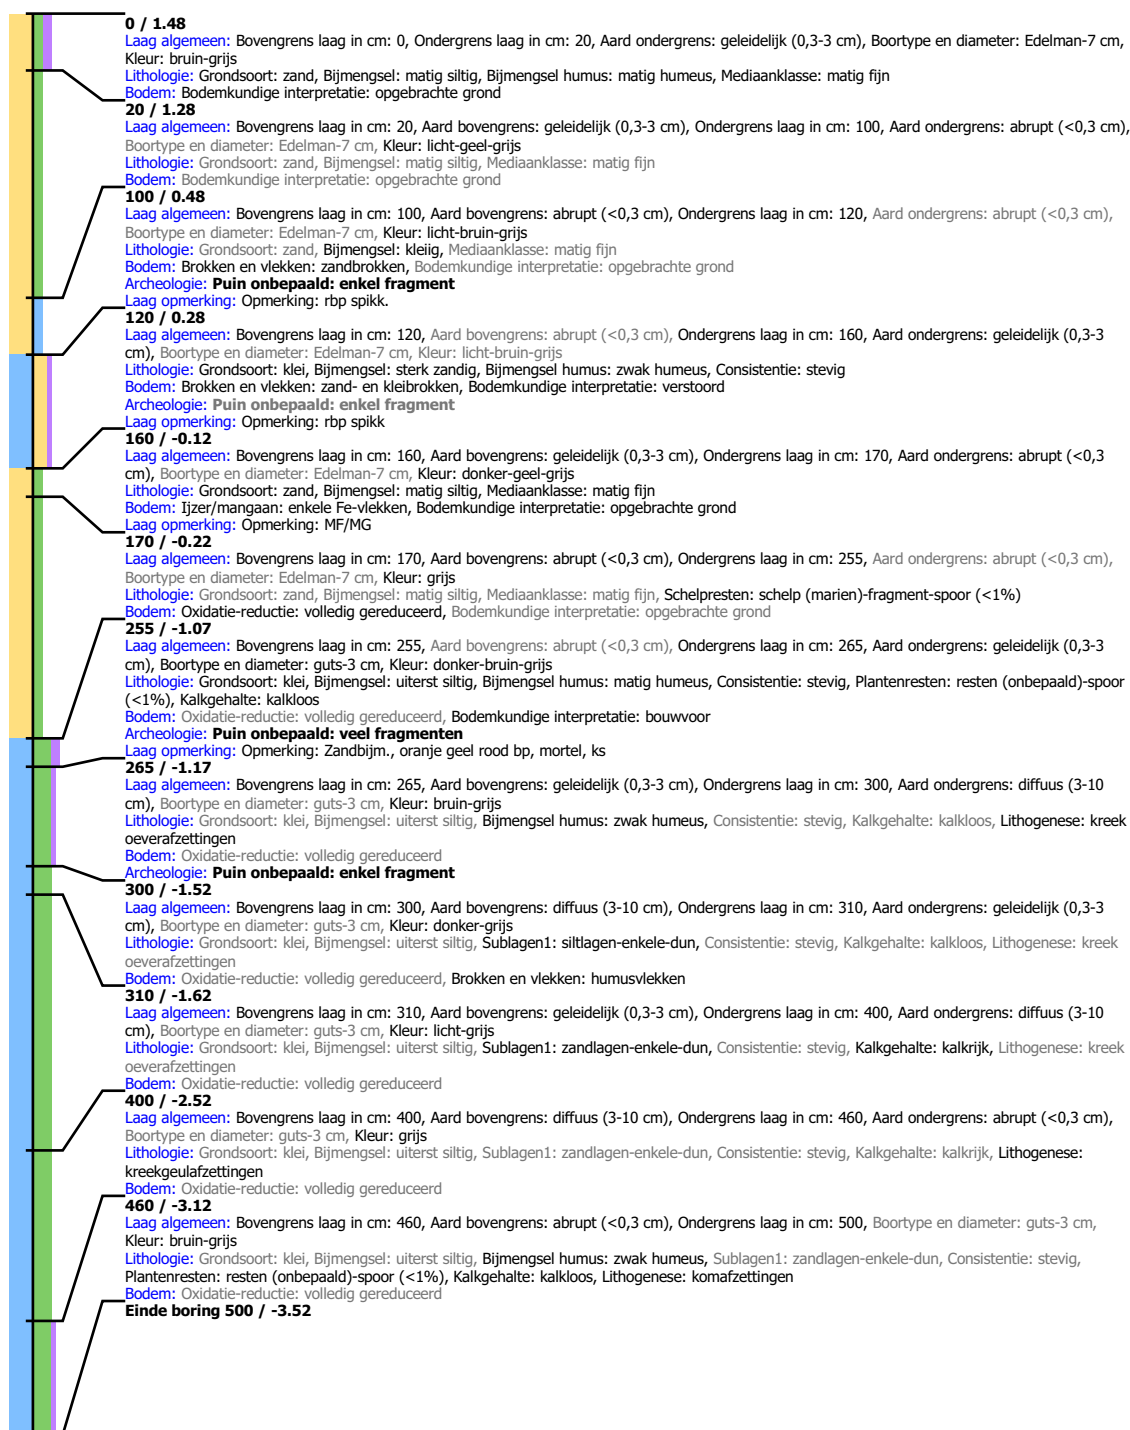 0 / 1.48
Laag algemeen: Bovengrens laag in cm: 0, Ondergrens laag in cm: 20, Aard ondergrens: geleidelijk (0,3-3 cm), Boortype en diameter: Edelman-7 cm,
Kleur: bruin-grijs
Lithologie: Grondsoort: zand, Bijmengsel: matig siltig, Bijmengsel humus: matig humeus, Mediaanklasse: matig fijn
Bodem: Bodemkundige interpretatie: opgebrachte grond
20 / 1.28
Laag algemeen: Bovengrens laag in cm: 20, Aard bovengrens: geleidelijk (0,3-3 cm), Ondergrens laag in cm: 100, Aard ondergrens: abrupt (<0,3 cm),
Boortype en diameter: Edelman-7 cm, Kleur: licht-geel-grijs
Lithologie: Grondsoort: zand, Bijmengsel: matig siltig, Mediaanklasse: matig fijn
Bodem: Bodemkundige interpretatie: opgebrachte grond
100 / 0.48
Laag algemeen: Bovengrens laag in cm: 100, Aard bovengrens: abrupt (<0,3 cm), Ondergrens laag in cm: 120, Aard ondergrens: abrupt (<0,3 cm),
Boortype en diameter: Edelman-7 cm, Kleur: licht-bruin-grijs
Lithologie: Grondsoort: zand, Bijmengsel: kleiig, Mediaanklasse: matig fijn
Bodem: Brokken en vlekken: zandbrokken, Bodemkundige interpretatie: opgebrachte grond
Archeologie: Puin onbepaald: enkel fragment
Laag opmerking: Opmerking: rbp spikk.
120 / 0.28
Laag algemeen: Bovengrens laag in cm: 120, Aard bovengrens: abrupt (<0,3 cm), Ondergrens laag in cm: 160, Aard ondergrens: geleidelijk (0,3-3
cm), Boortype en diameter: Edelman-7 cm, Kleur: licht-bruin-grijs
Lithologie: Grondsoort: klei, Bijmengsel: sterk zandig, Bijmengsel humus: zwak humeus, Consistentie: stevig
Bodem: Brokken en vlekken: zand- en kleibrokken, Bodemkundige interpretatie: verstoord
Archeologie: Puin onbepaald: enkel fragment
Laag opmerking: Opmerking: rbp spikk
160 / -0.12
Laag algemeen: Bovengrens laag in cm: 160, Aard bovengrens: geleidelijk (0,3-3 cm), Ondergrens laag in cm: 170, Aard ondergrens: abrupt (<0,3
cm), Boortype en diameter: Edelman-7 cm, Kleur: donker-geel-grijs
Lithologie: Grondsoort: zand, Bijmengsel: matig siltig, Mediaanklasse: matig fijn
Bodem: Ijzer/mangaan: enkele Fe-vlekken, Bodemkundige interpretatie: opgebrachte grond
Laag opmerking: Opmerking: MF/MG
170 / -0.22
Laag algemeen: Bovengrens laag in cm: 170, Aard bovengrens: abrupt (<0,3 cm), Ondergrens laag in cm: 255, Aard ondergrens: abrupt (<0,3 cm),
Boortype en diameter: Edelman-7 cm, Kleur: grijs
Lithologie: Grondsoort: zand, Bijmengsel: matig siltig, Mediaanklasse: matig fijn, Schelpresten: schelp (marien)-fragment-spoor (<1%)
Bodem: Oxidatie-reductie: volledig gereduceerd, Bodemkundige interpretatie: opgebrachte grond
255 / -1.07
Laag algemeen: Bovengrens laag in cm: 255, Aard bovengrens: abrupt (<0,3 cm), Ondergrens laag in cm: 265, Aard ondergrens: geleidelijk (0,3-3
cm), Boortype en diameter: guts-3 cm, Kleur: donker-bruin-grijs
Lithologie: Grondsoort: klei, Bijmengsel: uiterst siltig, Bijmengsel humus: matig humeus, Consistentie: stevig, Plantenresten: resten (onbepaald)-spoor
(<1%), Kalkgehalte: kalkloos
Bodem: Oxidatie-reductie: volledig gereduceerd, Bodemkundige interpretatie: bouwvoor
Archeologie: Puin onbepaald: veel fragmenten
Laag opmerking: Opmerking: Zandbijm., oranje geel rood bp, mortel, ks
265 / -1.17
Laag algemeen: Bovengrens laag in cm: 265, Aard bovengrens: geleidelijk (0,3-3 cm), Ondergrens laag in cm: 300, Aard ondergrens: diffuus (3-10
cm), Boortype en diameter: guts-3 cm, Kleur: bruin-grijs
Lithologie: Grondsoort: klei, Bijmengsel: uiterst siltig, Bijmengsel humus: zwak humeus, Consistentie: stevig, Kalkgehalte: kalkloos, Lithogenese: kreek
oeverafzettingen
Bodem: Oxidatie-reductie: volledig gereduceerd
Archeologie: Puin onbepaald: enkel fragment
300 / -1.52
Laag algemeen: Bovengrens laag in cm: 300, Aard bovengrens: diffuus (3-10 cm), Ondergrens laag in cm: 310, Aard ondergrens: geleidelijk (0,3-3
cm), Boortype en diameter: guts-3 cm, Kleur: donker-grijs
Lithologie: Grondsoort: klei, Bijmengsel: uiterst siltig, Sublagen1: siltlagen-enkele-dun, Consistentie: stevig, Kalkgehalte: kalkloos, Lithogenese: kreek
oeverafzettingen
Bodem: Oxidatie-reductie: volledig gereduceerd, Brokken en vlekken: humusvlekken
310 / -1.62
Laag algemeen: Bovengrens laag in cm: 310, Aard bovengrens: geleidelijk (0,3-3 cm), Ondergrens laag in cm: 400, Aard ondergrens: diffuus (3-10
cm), Boortype en diameter: guts-3 cm, Kleur: licht-grijs
Lithologie: Grondsoort: klei, Bijmengsel: uiterst siltig, Sublagen1: zandlagen-enkele-dun, Consistentie: stevig, Kalkgehalte: kalkrijk, Lithogenese: kreek
oeverafzettingen
Bodem: Oxidatie-reductie: volledig gereduceerd
400 / -2.52
Laag algemeen: Bovengrens laag in cm: 400, Aard bovengrens: diffuus (3-10 cm), Ondergrens laag in cm: 460, Aard ondergrens: abrupt (<0,3 cm),
Boortype en diameter: guts-3 cm, Kleur: grijs
Lithologie: Grondsoort: klei, Bijmengsel: uiterst siltig, Sublagen1: zandlagen-enkele-dun, Consistentie: stevig, Kalkgehalte: kalkrijk, Lithogenese:
kreekgeulafzettingen
Bodem: Oxidatie-reductie: volledig gereduceerd
460 / -3.12
Laag algemeen: Bovengrens laag in cm: 460, Aard bovengrens: abrupt (<0,3 cm), Ondergrens laag in cm: 500, Boortype en diameter: guts-3 cm,
Kleur: bruin-grijs
Lithologie: Grondsoort: klei, Bijmengsel: uiterst siltig, Bijmengsel humus: zwak humeus, Sublagen1: zandlagen-enkele-dun, Consistentie: stevig,
Plantenresten: resten (onbepaald)-spoor (<1%), Kalkgehalte: kalkloos, Lithogenese: komafzettingen
Bodem: Oxidatie-reductie: volledig gereduceerd
Einde boring 500 / -3.52